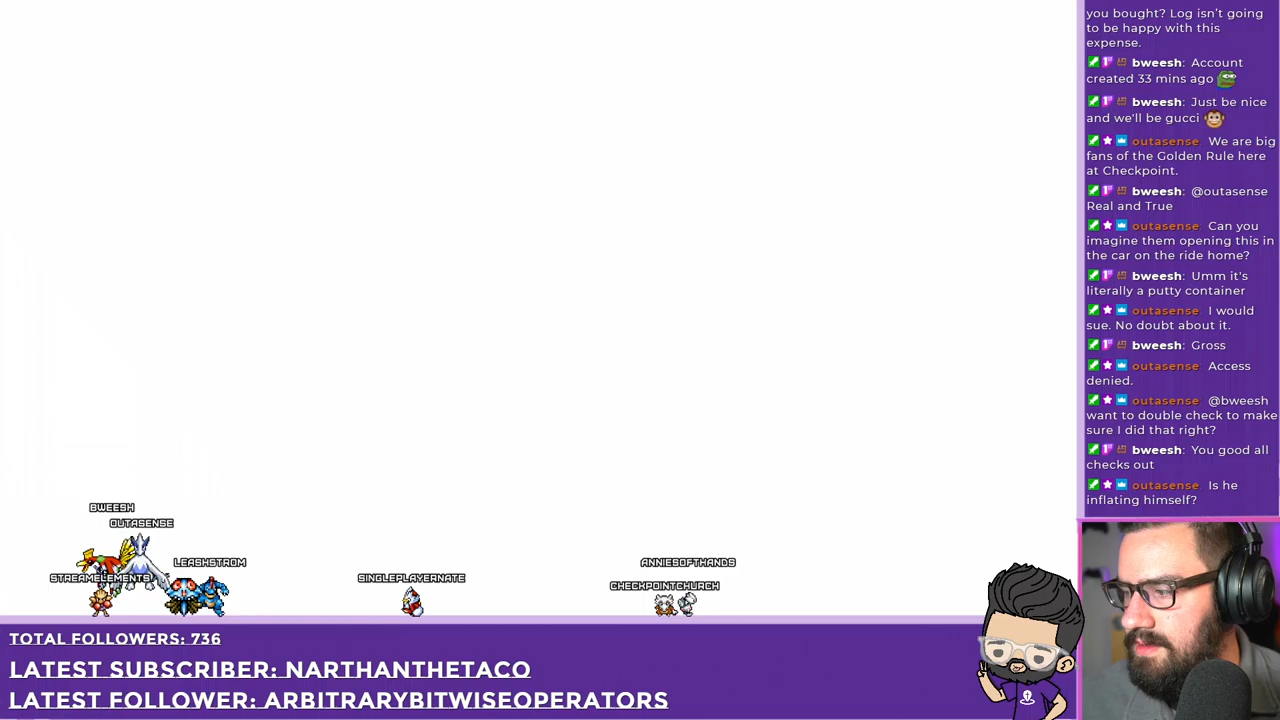 you bought? Log isn't going
to be happy with this
expense.
bweesh: Account
created 33 mins ago
bweesh: Just be nice
and we'll be gucci
outasense: We are big
fans of the Golden Rule here
at Checkpoint.
bweesh: @outasense
Real and True
outasense: Can you
imagine them opening this in
the car on the ride home?
bweesh: Umm it's
literally a putty container
outasense: I would
sue. No doubt about it.
bweesh: Gross
outasense: Access
denied.
outasense: @bweesh
want to double check to make
sure I did that right?
bweesh: You good all
checks out
outasense: Is he
inflating himself?
BWEESH
OUTASENSE
LEASHSTROM
STREAMELEMENTS
SINGLEPLAYERNATE
ANNIESOFTHANDS
CHECKPOINTCHURCH
TOTAL FOLLOWERS: 736
LATEST SUBSCRIBER: NARTHANTHETACO
LATEST FOLLOWER: ARBITRARYBITWISEOPERATORS